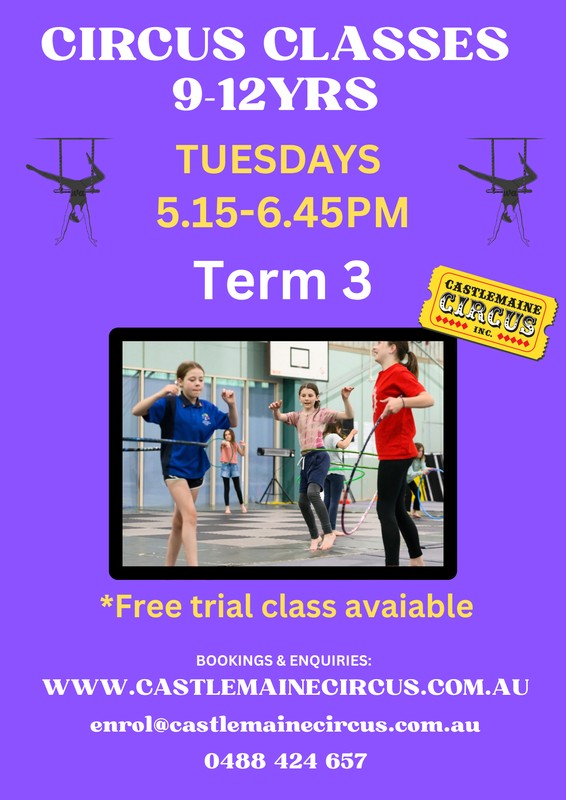 CIRCUS CLASSES
9-12YRS
TUESDAYS
5.15-6.45PM
Term 3
CASTLEMAINE
CIRCUS
INC.
*Free trial class avaiable
BOOKINGS & ENQUIRIES:
WWW.CASTLEMAINECIRCUS.COM.AU
enrol@castlemainecircus.com.au
0488 424 657